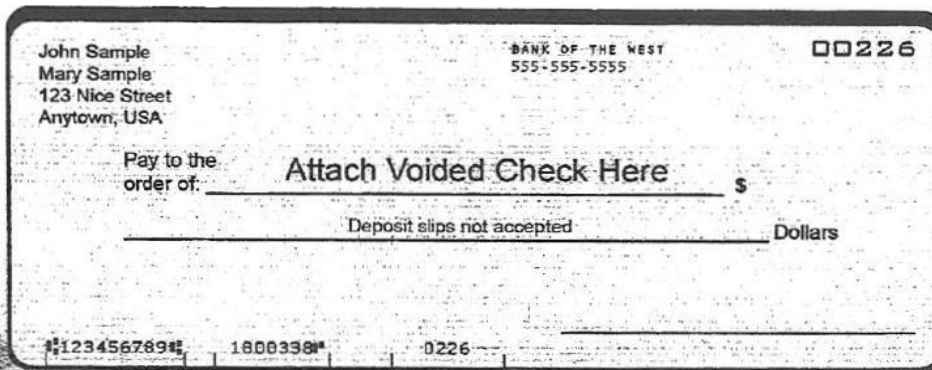 John Sample
Mary Sample
123 Nice Street
Anytown, USA
BANK OF THE WEST
555-555-5555
00226
Pay to the
order of: Attach Voided Check Here $
Deposit slips not accepted Dollars
⑆123456789⑆ 1800338⑈ 0226